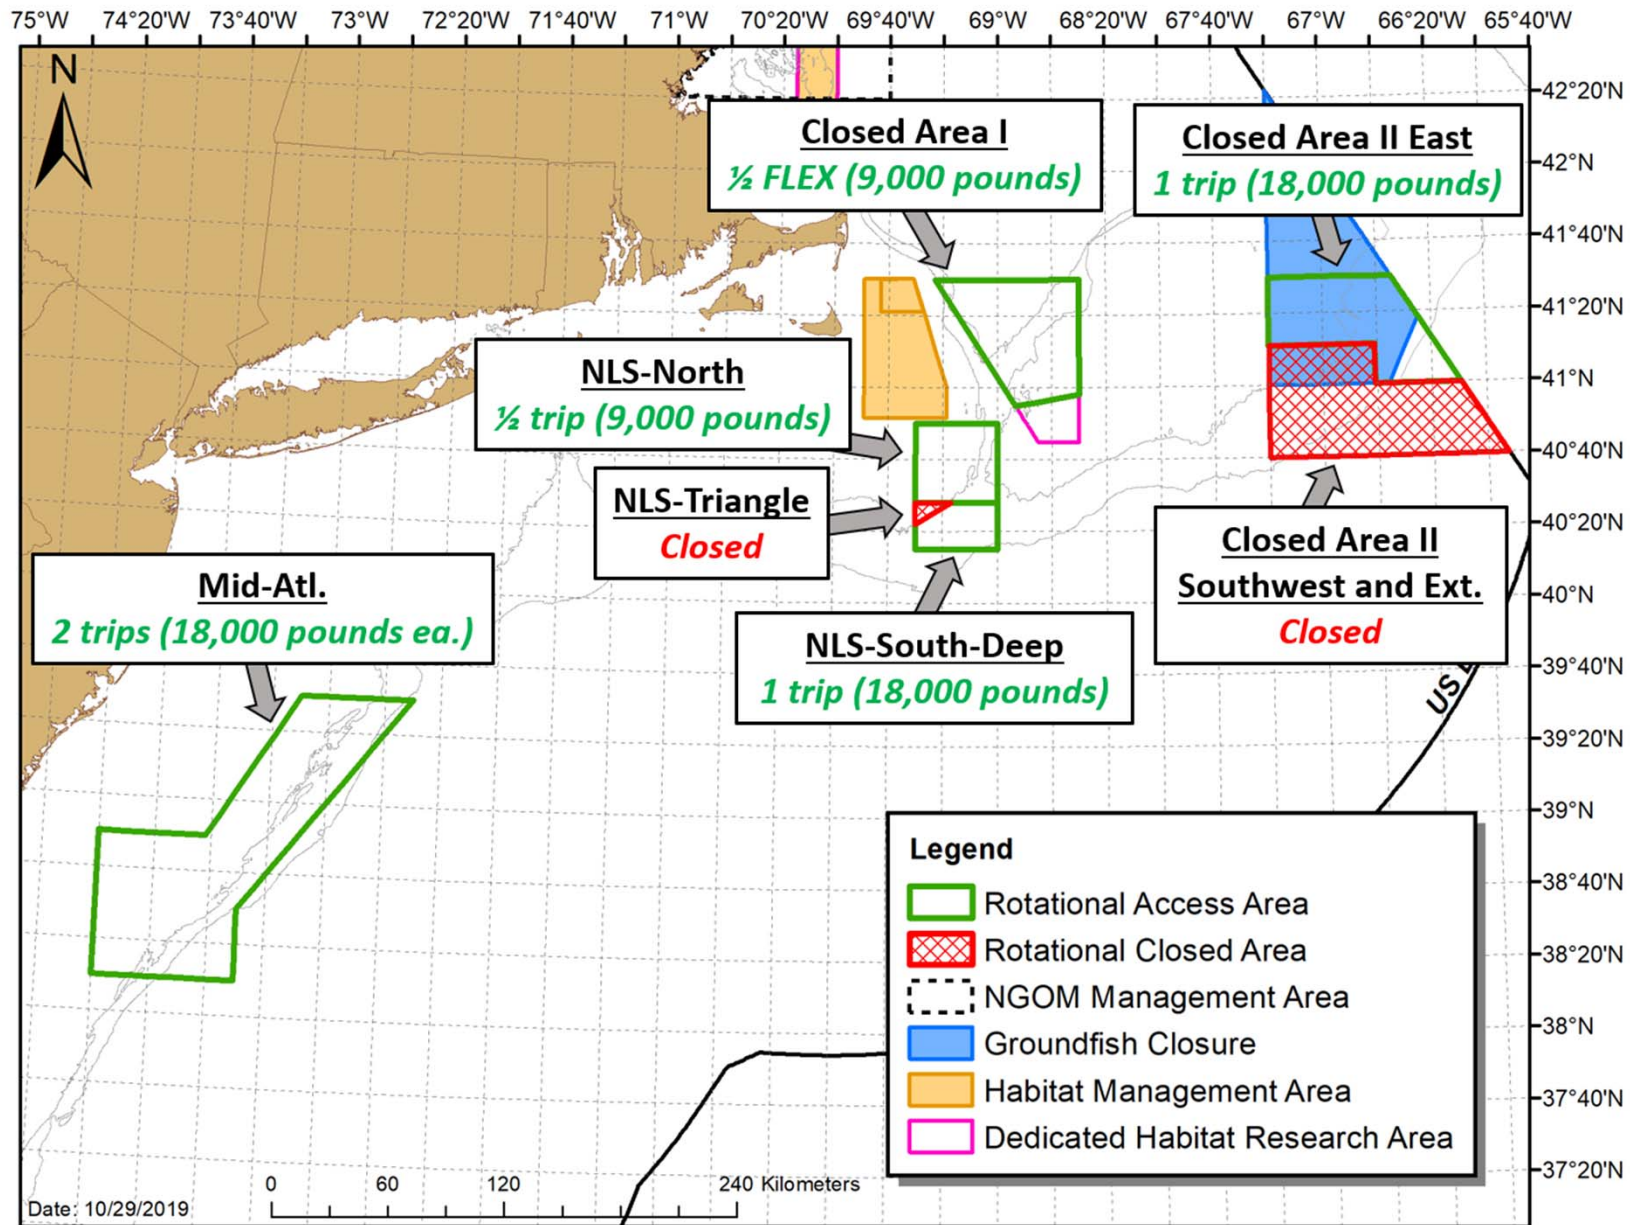 75°W 74°20'W 73°40'W 73°W 72°20'W 71°40'W 71°W 70°20'W 69°40'W 69°W 68°20'W 67°40'W 67°W 66°20'W 65°40'W
N
42°20'N
42°N
41°40'N
41°20'N
41°N
40°40'N
40°20'N
40°N
39°40'N
39°20'N
39°N
38°40'N
38°20'N
38°N
37°40'N
37°20'N
Closed Area I
½ FLEX (9,000 pounds)
Closed Area II East
1 trip (18,000 pounds)
NLS-North
½ trip (9,000 pounds)
NLS-Triangle
Closed
Closed Area II
Southwest and Ext.
Closed
Mid-Atl.
2 trips (18,000 pounds ea.)
NLS-South-Deep
1 trip (18,000 pounds)
US
Legend
Rotational Access Area
Rotational Closed Area
NGOM Management Area
Groundfish Closure
Habitat Management Area
Dedicated Habitat Research Area
0 60 120 240 Kilometers
Date: 10/29/2019